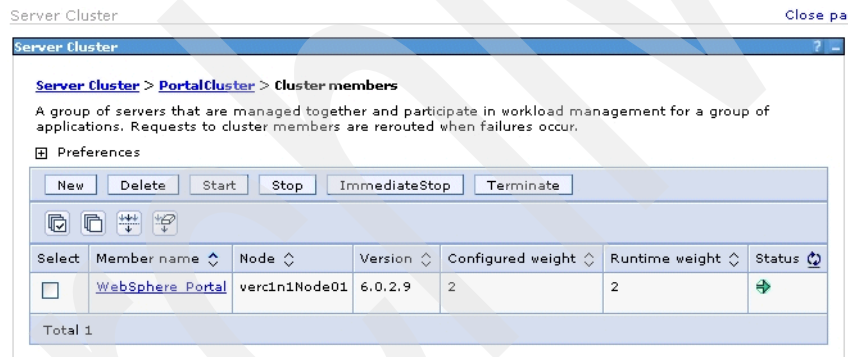 Server Cluster
Close pa
Server Cluster
? –
Server Cluster > PortalCluster > Cluster members
A group of servers that are managed together and participate in workload management for a group of
applications. Requests to cluster members are rerouted when failures occur.
Preferences
New Delete Start Stop ImmediateStop Terminate
Select Member name Node Version Configured weight Runtime weight Status
WebSphere Portal verc1n1Node01 6.0.2.9 2 2
Total 1